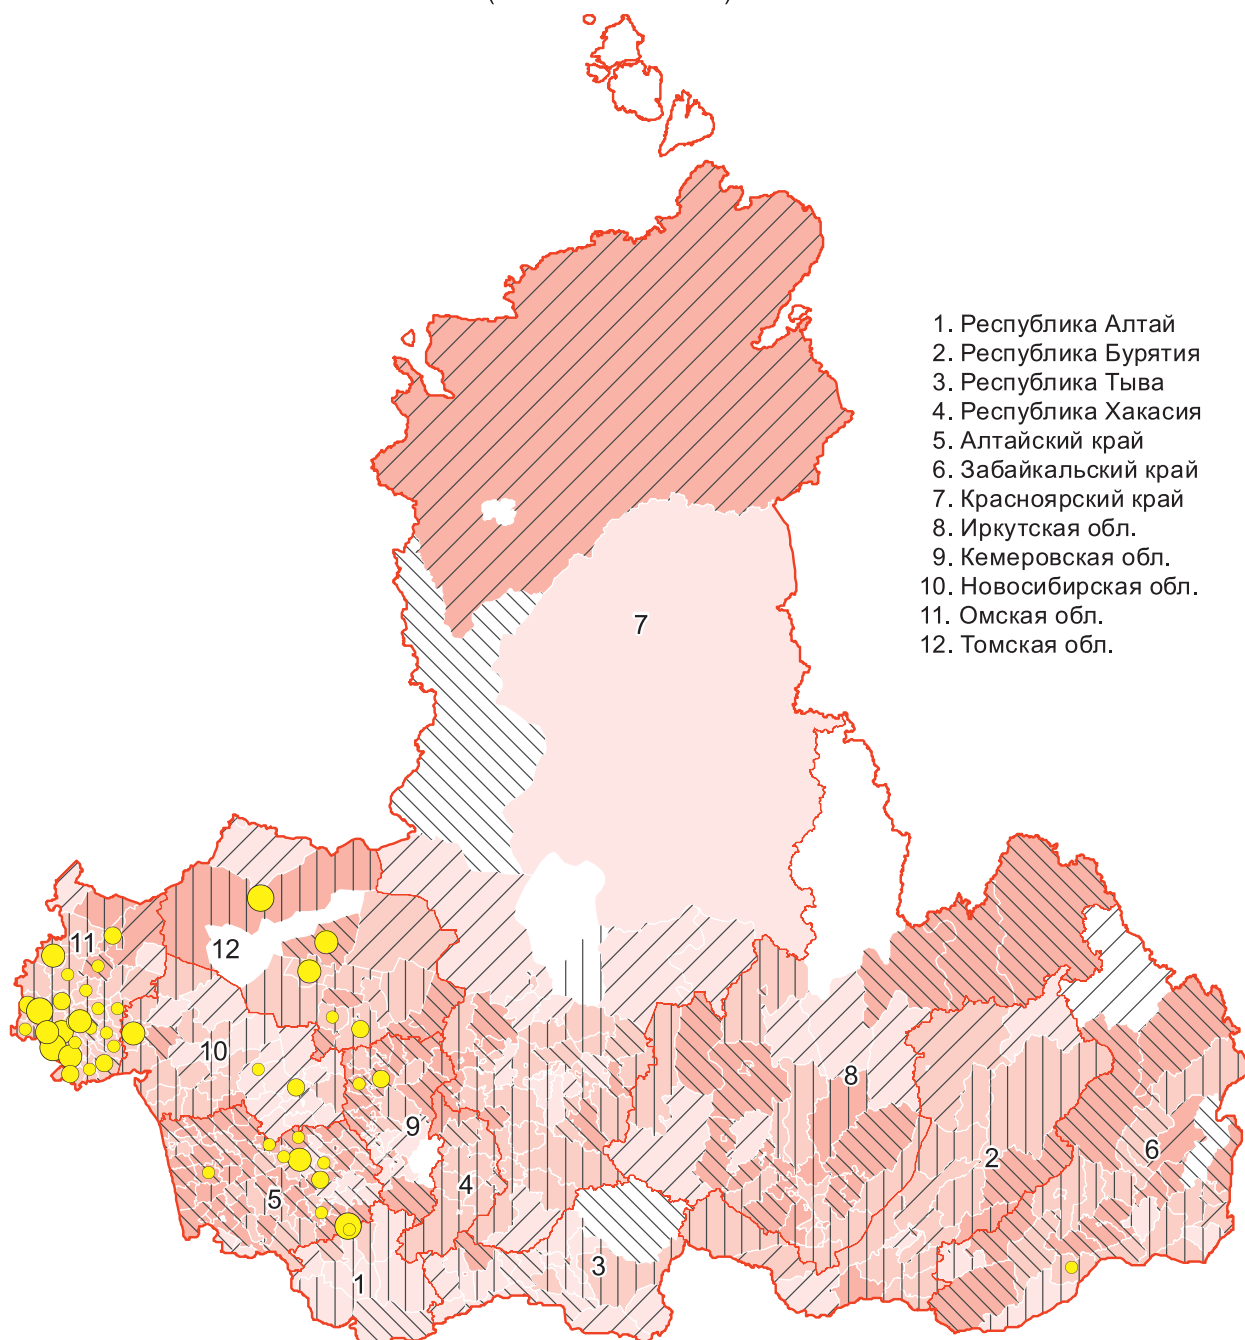 1. Республика Алтай
2. Республика Бурятия
3. Республика Тыва
4. Республика Хакасия
5. Алтайский край
6. Забайкальский край
7. Красноярский край
8. Иркутская обл.
9. Кемеровская обл.
10. Новосибирская обл.
11. Омская обл.
12. Томская обл.
7
11
12
10
8
9
6
2
4
5
3
1